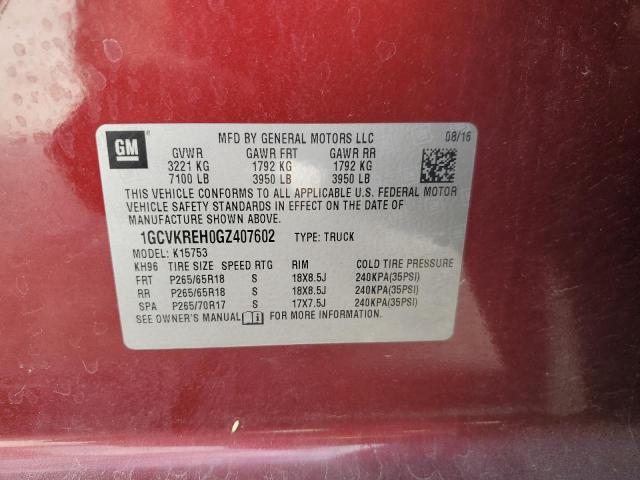 GM
MFD BY GENERAL MOTORS LLC 08/16
GVWR GAWR FRT GAWR RR
3221 KG 1792 KG 1792 KG
7100 LB 3950 LB 3950 LB
THIS VEHICLE CONFORMS TO ALL APPLICABLE U.S. FEDERAL MOTOR
VEHICLE SAFETY STANDARDS IN EFFECT ON THE DATE OF
MANUFACTURE SHOWN ABOVE.
1GCVKREH0GZ407602 TYPE: TRUCK
MODEL: K15753
KH96 TIRE SIZE SPEED RTG RIM COLD TIRE PRESSURE
FRT P265/65R18 S 18X8.5J 240KPA(35PSI)
RR P265/65R18 S 18X8.5J 240KPA(35PSI)
SPA P265/70R17 S 17X7.5J 240KPA(35PSI)
SEE OWNER'S MANUAL FOR MORE INFORMATION.